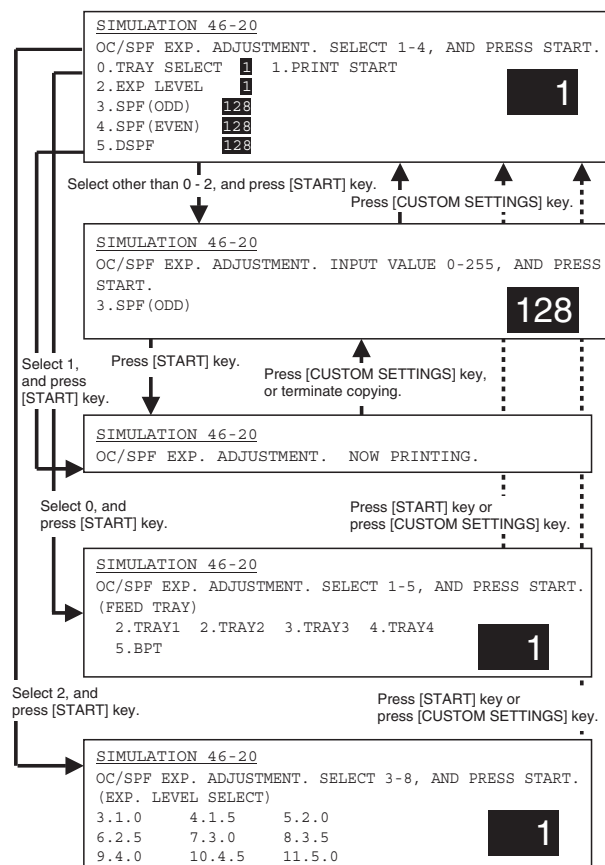 SIMULATION 46-20
OC/SPF EXP. ADJUSTMENT. SELECT 1-4, AND PRESS START.
0.TRAY SELECT 1 1.PRINT START
2.EXP LEVEL 1
3.SPF(ODD) 128
4.SPF(EVEN) 128
5.DSPF 128
1
Select other than 0 - 2, and press [START] key.
Press [CUSTOM SETTINGS] key.
SIMULATION 46-20
OC/SPF EXP. ADJUSTMENT. INPUT VALUE 0-255, AND PRESS
START.
3.SPF(ODD)
128
Select 1,
and press
[START] key.
Press [START] key.
Press [CUSTOM SETTINGS] key,
or terminate copying.
SIMULATION 46-20
OC/SPF EXP. ADJUSTMENT. NOW PRINTING.
Select 0, and
press [START] key.
Press [START] key or
press [CUSTOM SETTINGS] key.
SIMULATION 46-20
OC/SPF EXP. ADJUSTMENT. SELECT 1-5, AND PRESS START.
(FEED TRAY)
2.TRAY1 2.TRAY2 3.TRAY3 4.TRAY4
5.BPT
1
Select 2, and
press [START] key.
Press [START] key or
press [CUSTOM SETTINGS] key.
SIMULATION 46-20
OC/SPF EXP. ADJUSTMENT. SELECT 3-8, AND PRESS START.
(EXP. LEVEL SELECT)
3.1.0 4.1.5 5.2.0
6.2.5 7.3.0 8.3.5
9.4.0 10.4.5 11.5.0
1